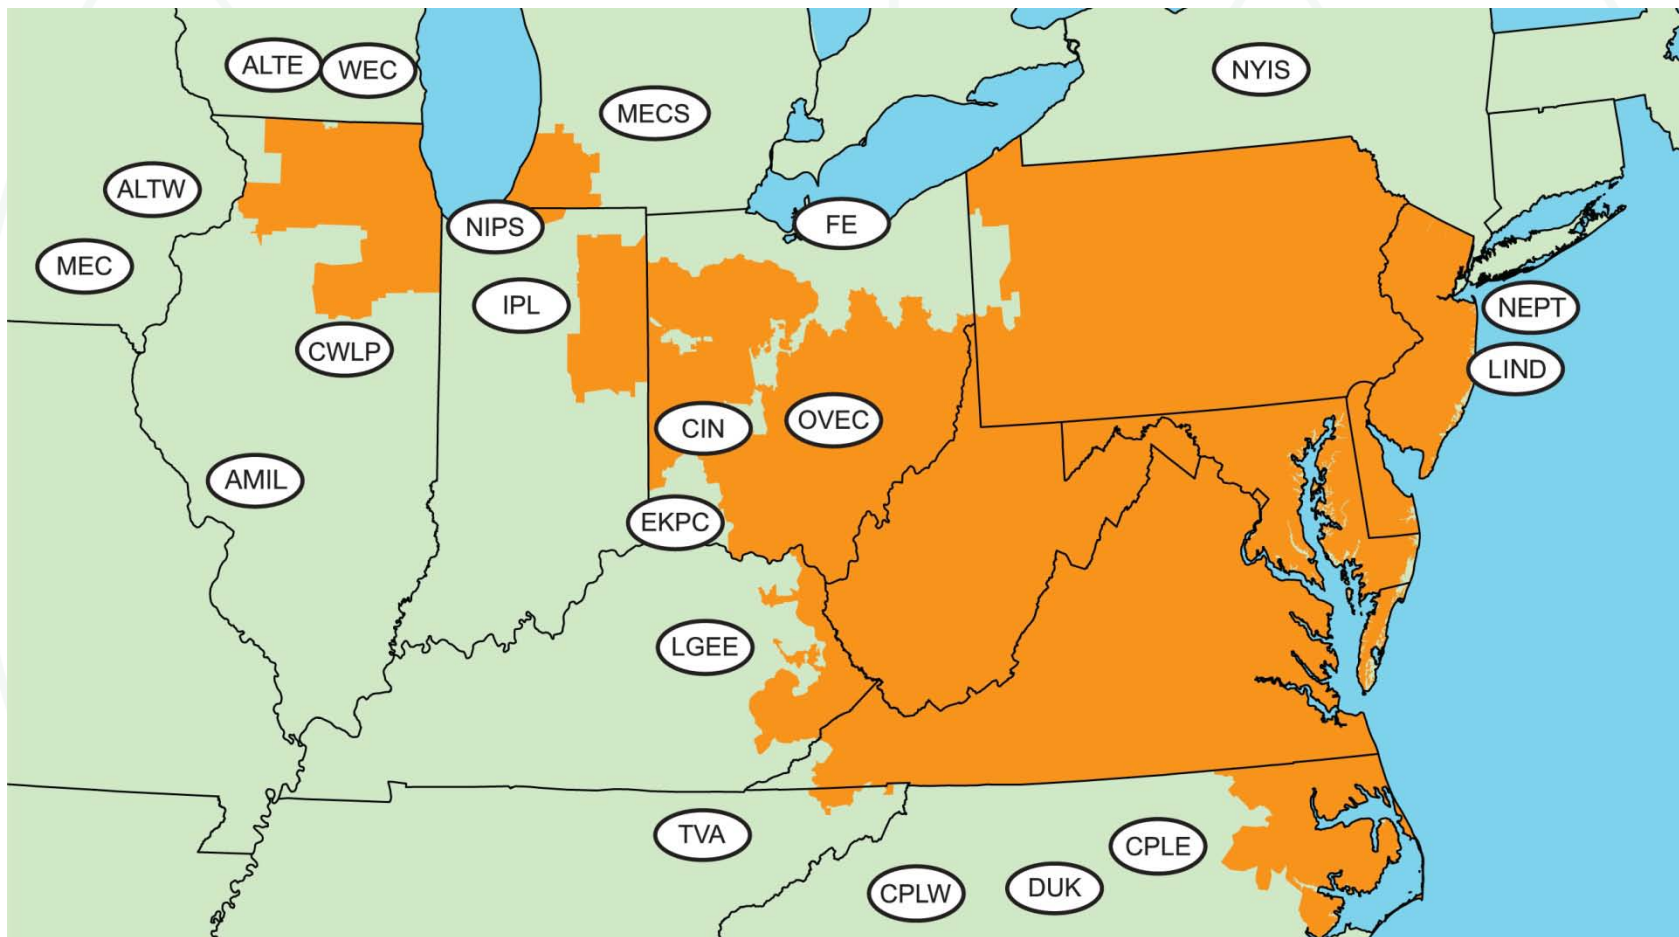 ALTE
WEC
NYIS
MECS
ALTW
NIPS
FE
MEC
IPL
NEPT
CWLP
LIND
CIN
OVEC
AMIL
EKPC
LGEE
TVA
CPLE
CPLW
DUK